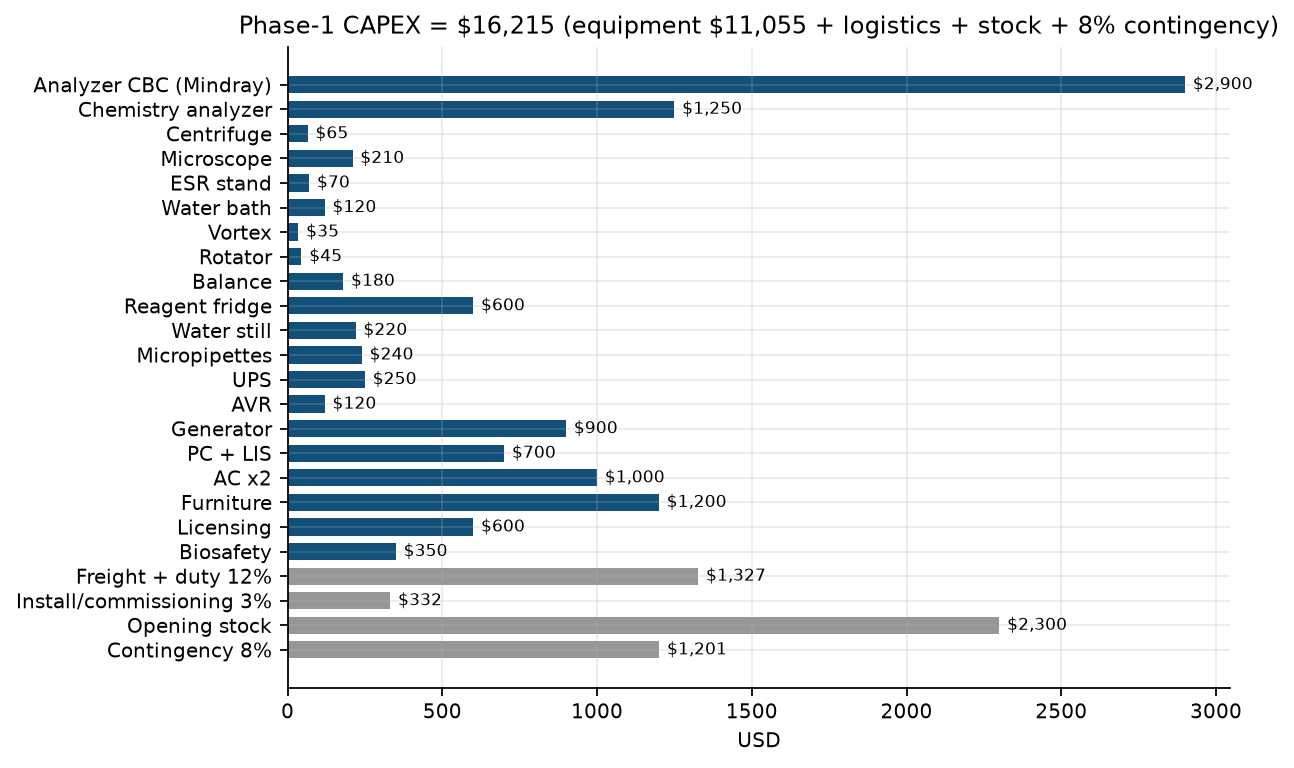 Phase-1 CAPEX = $16,215 (equipment $11,055 + logistics + stock + 8% contingency)
Analyzer CBC (Mindray) $2,900
Chemistry analyzer $1,250
Centrifuge $65
Microscope $210
ESR stand $70
Water bath $120
Vortex $35
Rotator $45
Balance $180
Reagent fridge $600
Water still $220
Micropipettes $240
UPS $250
AVR $120
Generator $900
PC + LIS $700
AC x2 $1,000
Furniture $1,200
Licensing $600
Biosafety $350
Freight + duty 12% $1,327
Install/commissioning 3% $332
Opening stock $2,300
Contingency 8% $1,201
0 500 1000 1500 2000 2500 3000
USD